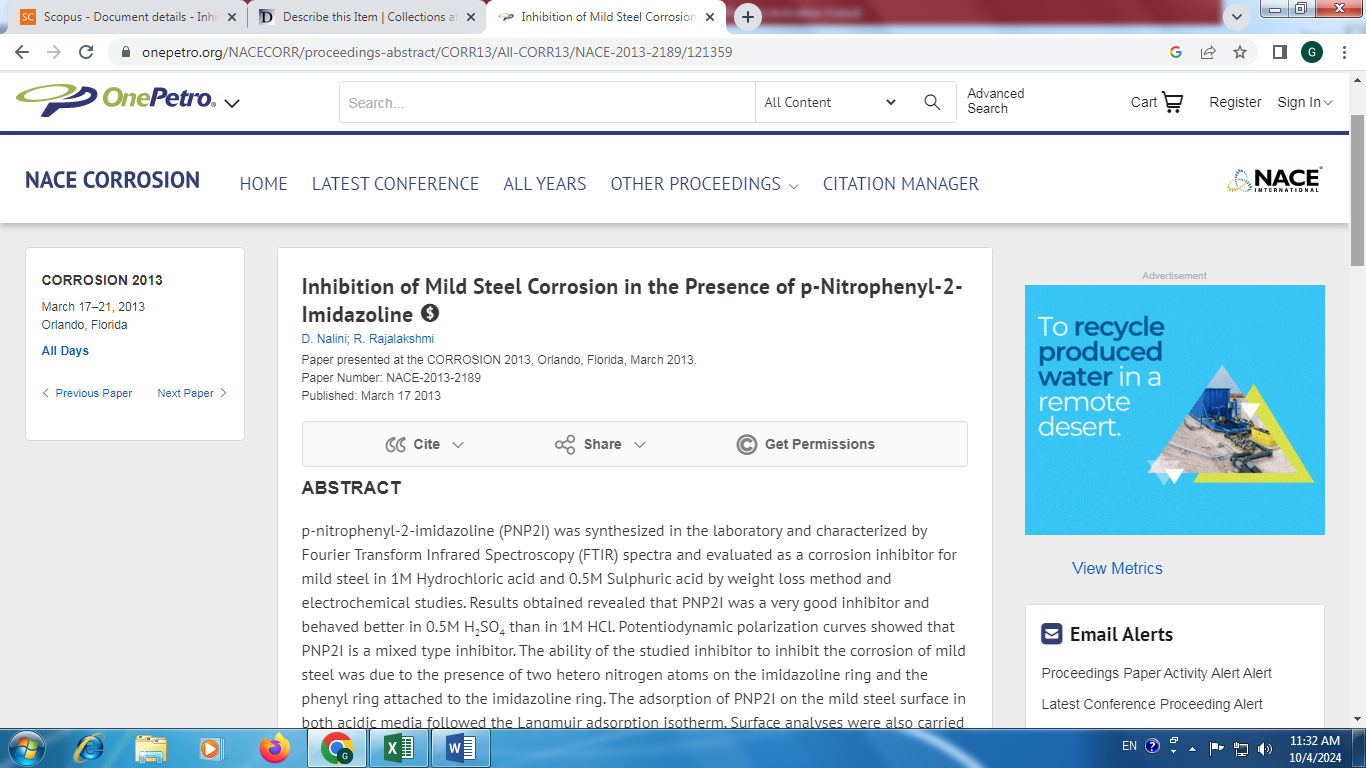 Scopus - Document details - Inhi
Describe this Item | Collections at
Inhibition of Mild Steel Corrosion
onepetro.org/NACECORR/proceedings-abstract/CORR13/All-CORR13/NACE-2013-2189/121359
OnePetro
Search...
All Content
Advanced
Search
Cart
Register
Sign In
NACE CORROSION
HOME
LATEST CONFERENCE
ALL YEARS
OTHER PROCEEDINGS
CITATION MANAGER
NACE
INTERNATIONAL
CORROSION 2013
March 17–21, 2013
Orlando, Florida
All Days
Previous Paper
Next Paper
Inhibition of Mild Steel Corrosion in the Presence of p-Nitrophenyl-2-
Imidazoline
D. Nalini; R. Rajalakshmi
Paper presented at the CORROSION 2013, Orlando, Florida, March 2013.
Paper Number: NACE-2013-2189
Published: March 17 2013
Cite
Share
Get Permissions
ABSTRACT
p-nitrophenyl-2-imidazoline (PNP2I) was synthesized in the laboratory and characterized by
Fourier Transform Infrared Spectroscopy (FTIR) spectra and evaluated as a corrosion inhibitor for
mild steel in 1M Hydrochloric acid and 0.5M Sulphuric acid by weight loss method and
electrochemical studies. Results obtained revealed that PNP2I was a very good inhibitor and
behaved better in 0.5M H2SO4 than in 1M HCl. Potentiodynamic polarization curves showed that
PNP2I is a mixed type inhibitor. The ability of the studied inhibitor to inhibit the corrosion of mild
steel was due to the presence of two hetero nitrogen atoms on the imidazoline ring and the
phenyl ring attached to the imidazoline ring. The adsorption of PNP2I on the mild steel surface in
both acidic media followed the Langmuir adsorption isotherm. Surface analyses were also carried
Advertisement
To recycle
produced
water in a
remote
desert.
View Metrics
Email Alerts
Proceedings Paper Activity Alert Alert
Latest Conference Proceeding Alert
EN
11:32 AM
10/4/2024